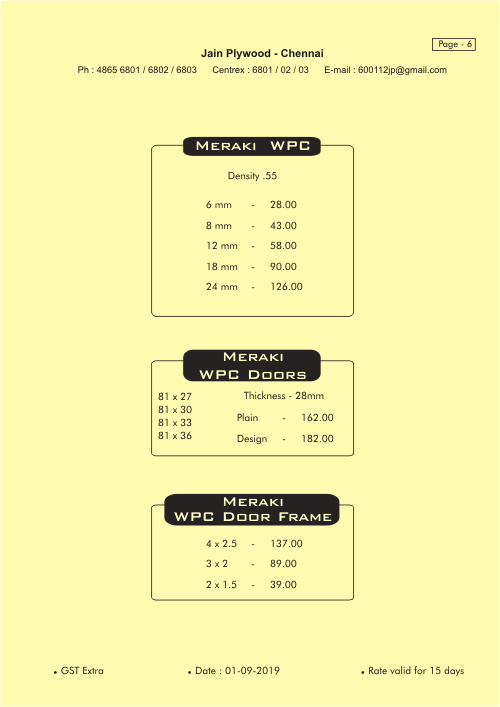 Page - 6
Jain Plywood - Chennai
Ph : 4865 6801 / 6802 / 6803 Centrex : 6801 / 02 / 03 E-mail : 600112jp@gmail.com
MERAKI WPC
Density .55
6 mm - 28.00
8 mm - 43.00
12 mm - 58.00
18 mm - 90.00
24 mm - 126.00
MERAKI
WPC DOORS
81 x 27
81 x 30
81 x 33
81 x 36
Thickness - 28mm
Plain - 162.00
Design - 182.00
MERAKI
WPC DOOR FRAME
4 x 2.5 - 137.00
3 x 2 - 89.00
2 x 1.5 - 39.00
• GST Extra • Date : 01-09-2019 • Rate valid for 15 days